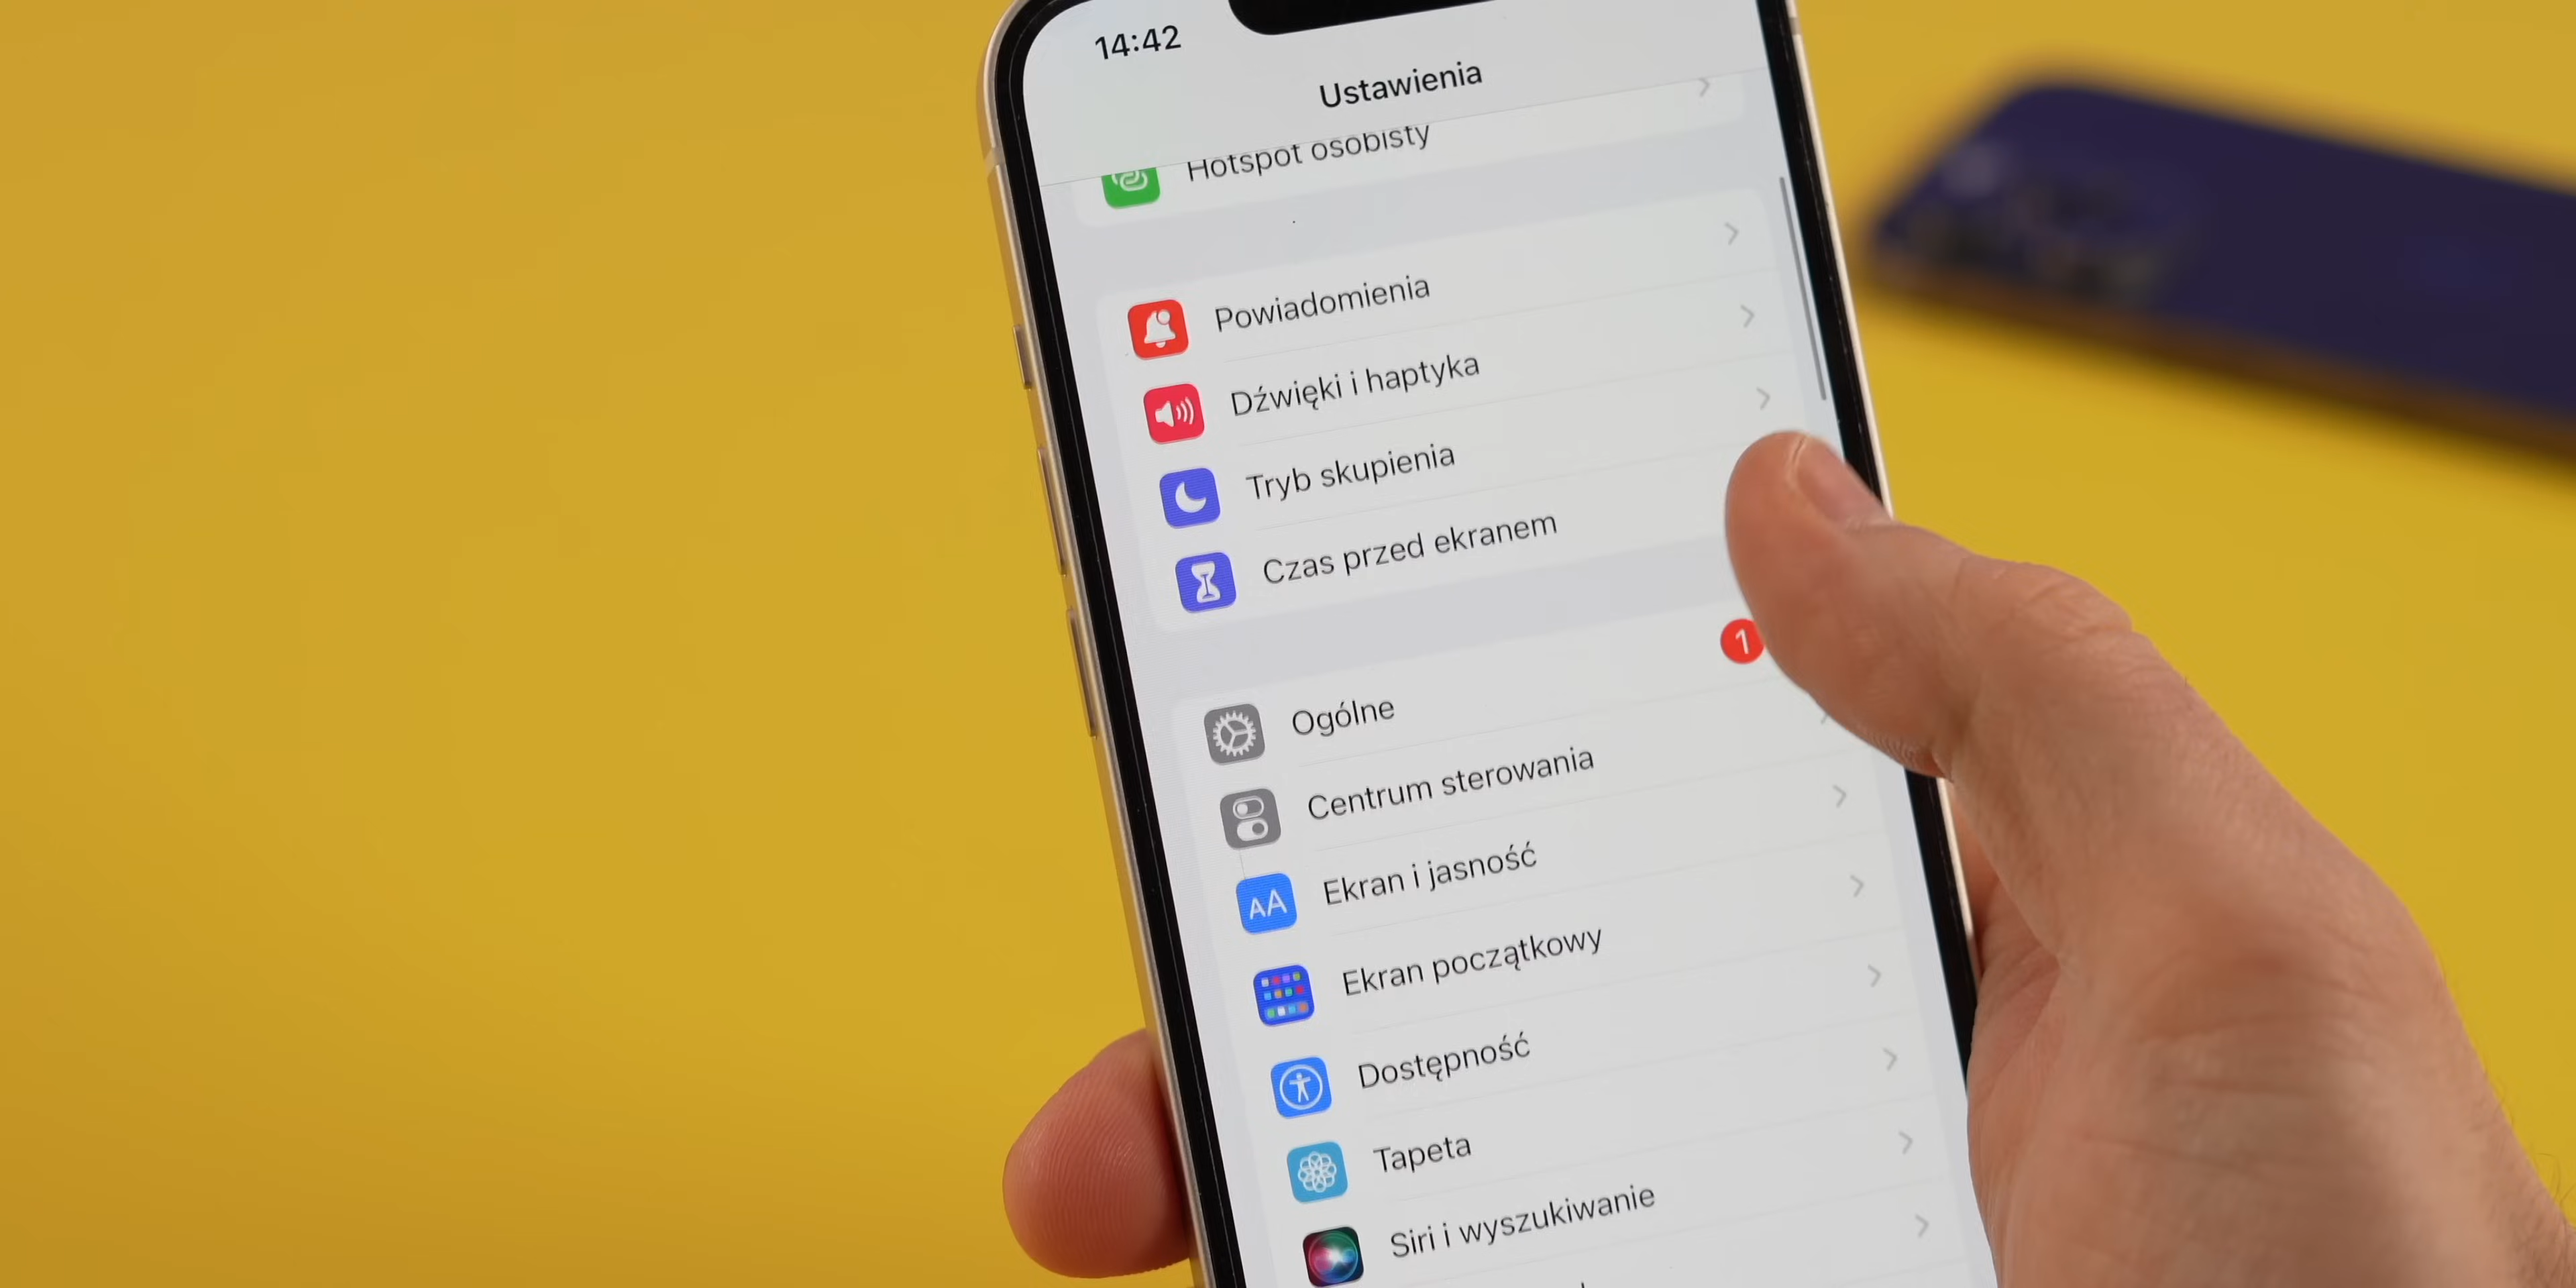 14:42
Ustawienia
Hotspot osobisty
Powiadomienia
Dźwięki i haptyka
Tryb skupienia
Czas przed ekranem
Ogólne
1
Centrum sterowania
AA Ekran i jasność
Ekran początkowy
Dostępność
Tapeta
Siri i wyszukiwanie